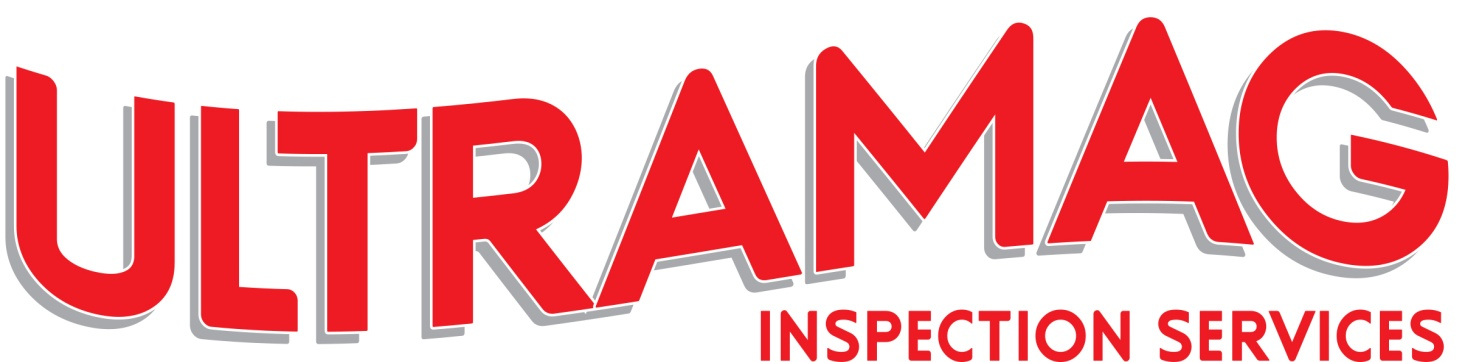 ULTRAMAG
INSPECTION SERVICES